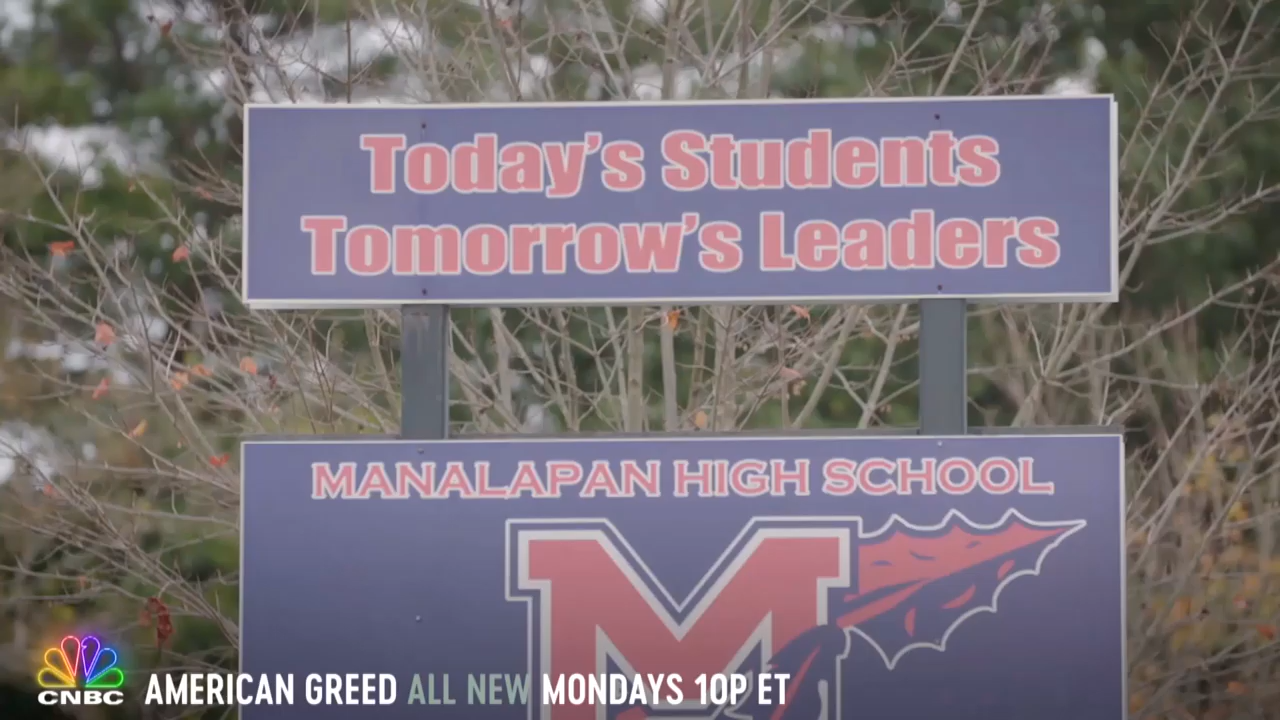 Today's Students
Tomorrow's Leaders
MANALAPAN HIGH SCHOOL
M
CNBC
AMERICAN GREED ALL NEW MONDAYS 10P ET